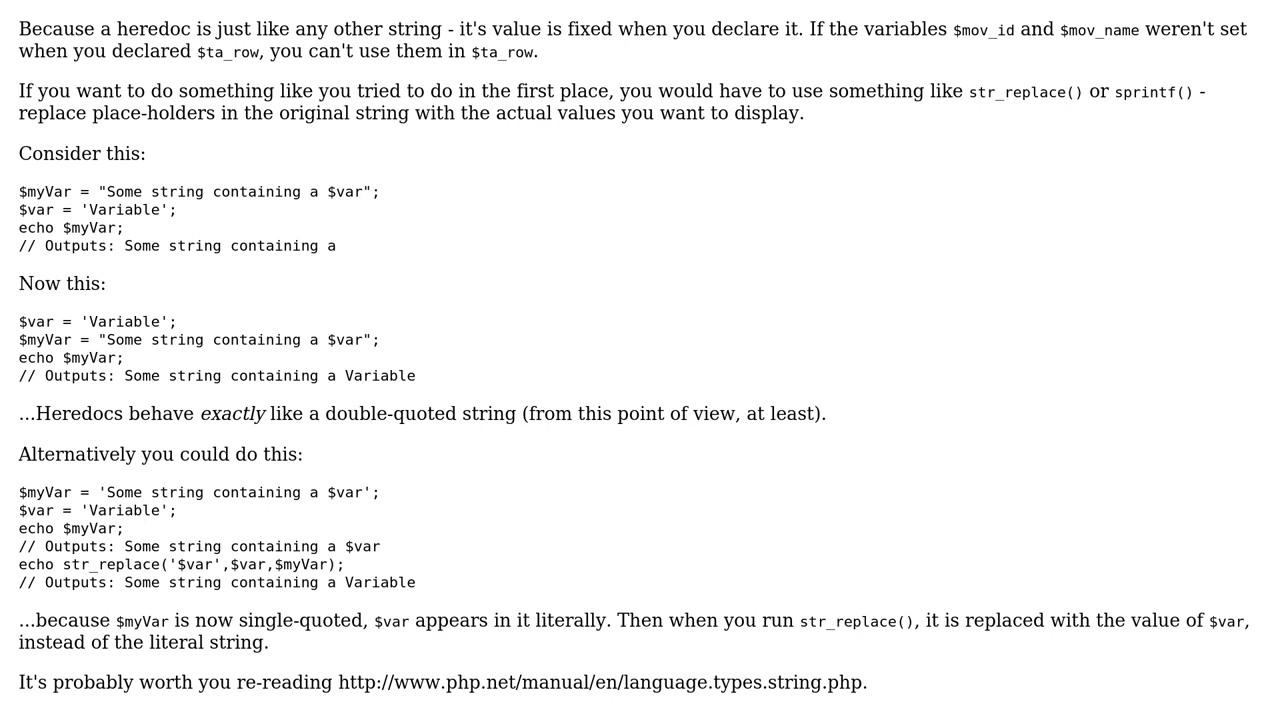 Because a heredoc is just like any other string - it's value is fixed when you declare it. If the variables $mov_id and $mov_name weren't set
when you declared $ta_row, you can't use them in $ta_row.
If you want to do something like you tried to do in the first place, you would have to use something like str_replace() or sprintf() -
replace place-holders in the original string with the actual values you want to display.
Consider this:
$myVar = "Some string containing a $var";
$var = 'Variable';
echo $myVar;
// Outputs: Some string containing a
Now this:
$var = 'Variable';
$myVar = "Some string containing a $var";
echo $myVar;
// Outputs: Some string containing a Variable
...Heredocs behave exactly like a double-quoted string (from this point of view, at least).
Alternatively you could do this:
$myVar = 'Some string containing a $var';
$var = 'Variable';
echo $myVar;
// Outputs: Some string containing a $var
echo str_replace('$var',$var,$myVar);
// Outputs: Some string containing a Variable
...because $myVar is now single-quoted, $var appears in it literally. Then when you run str_replace(), it is replaced with the value of $var,
instead of the literal string.
It's probably worth you re-reading http://www.php.net/manual/en/language.types.string.php.